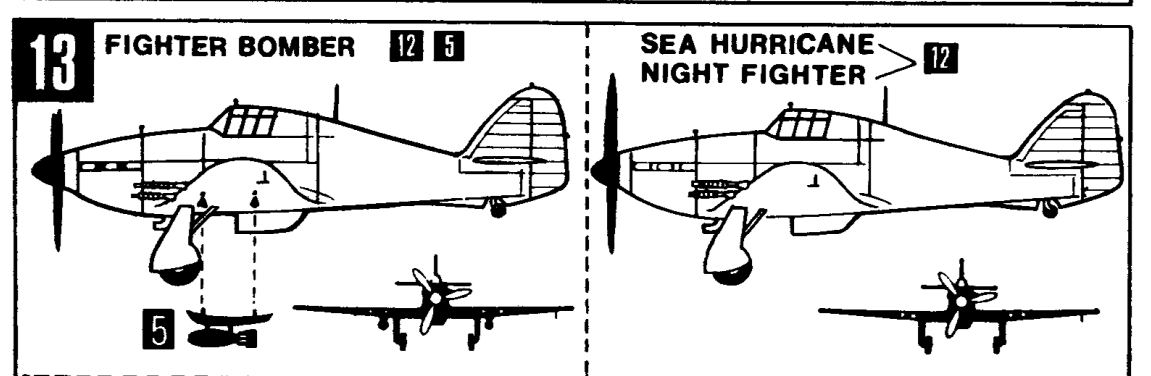 13 FIGHTER BOMBER 12 5
SEA HURRICANE
NIGHT FIGHTER 12
5